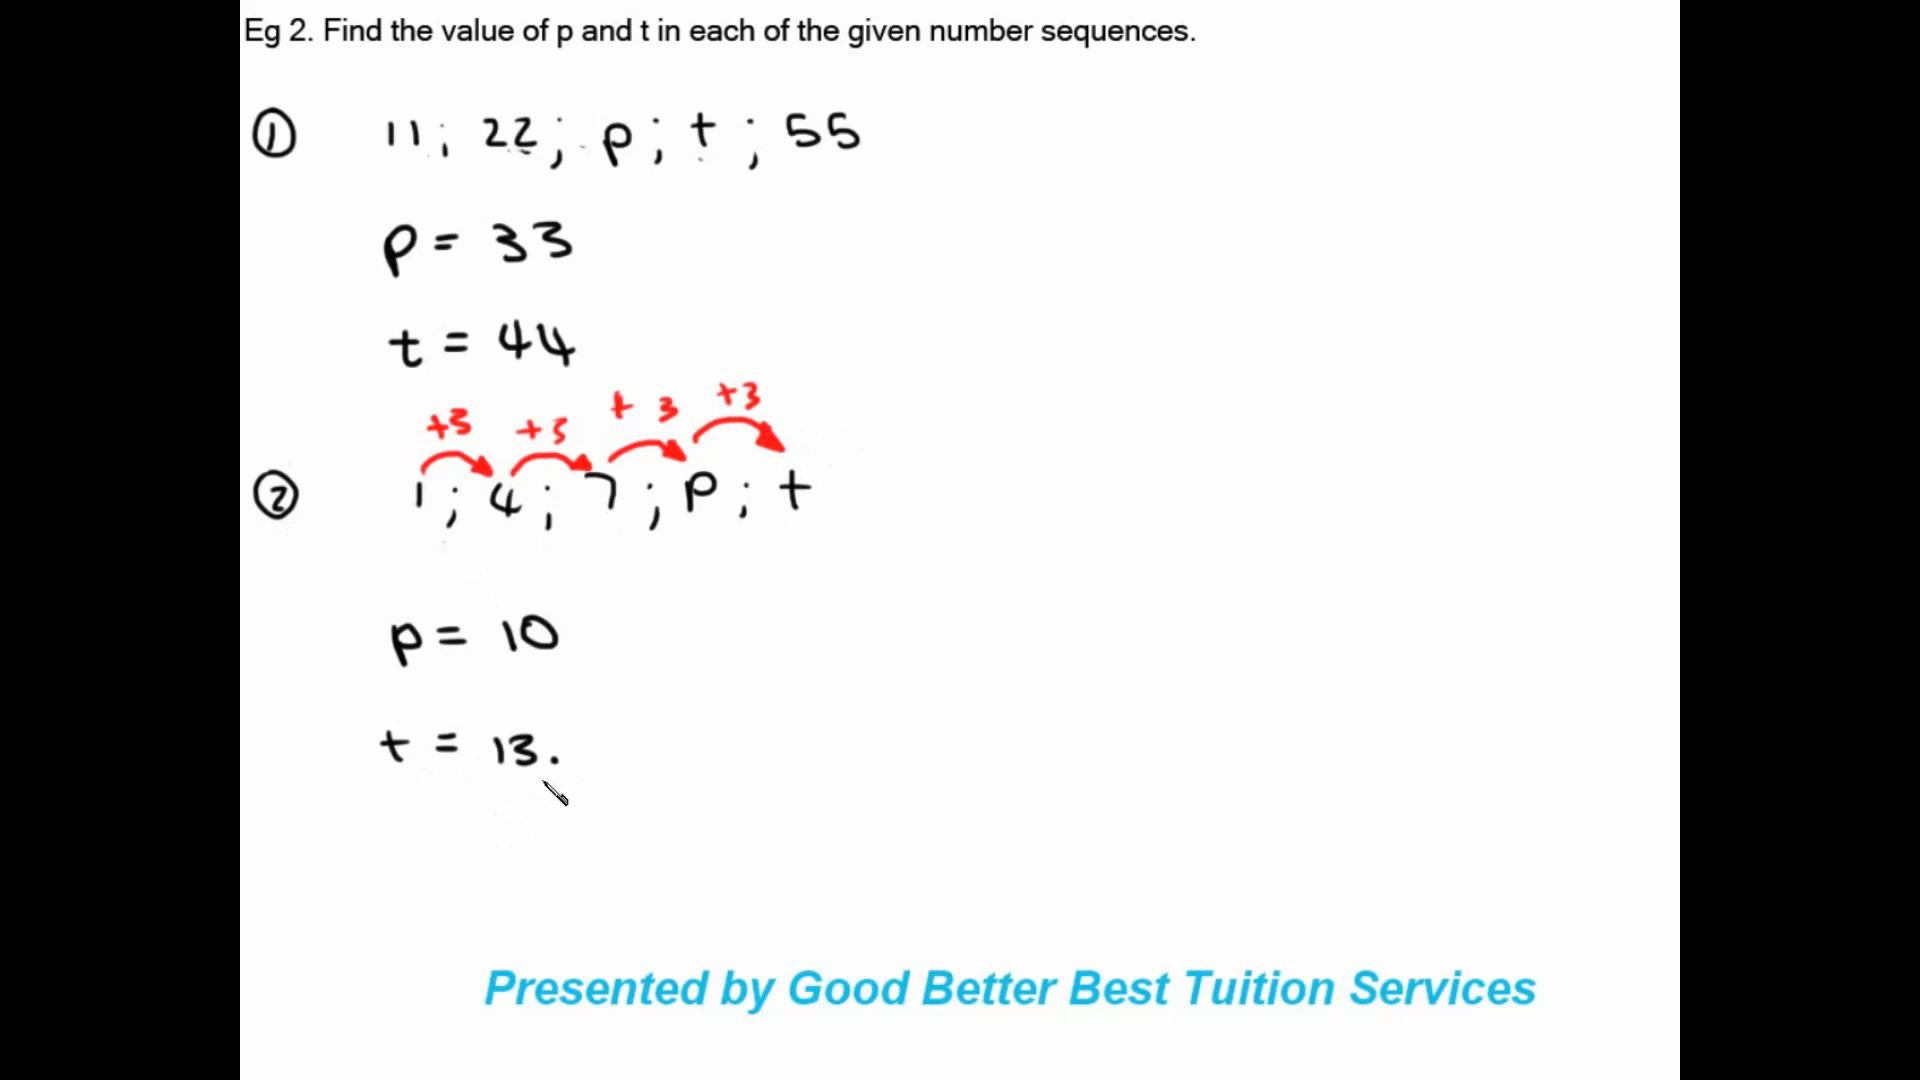 Eg 2. Find the value of p and t in each of the given number sequences.
① 11; 22; p; t; 55
p = 33
t = 44
+3 +3 +3 +3
② 1; 4; 7; p; t
p = 10
t = 13.
Presented by Good Better Best Tuition Services